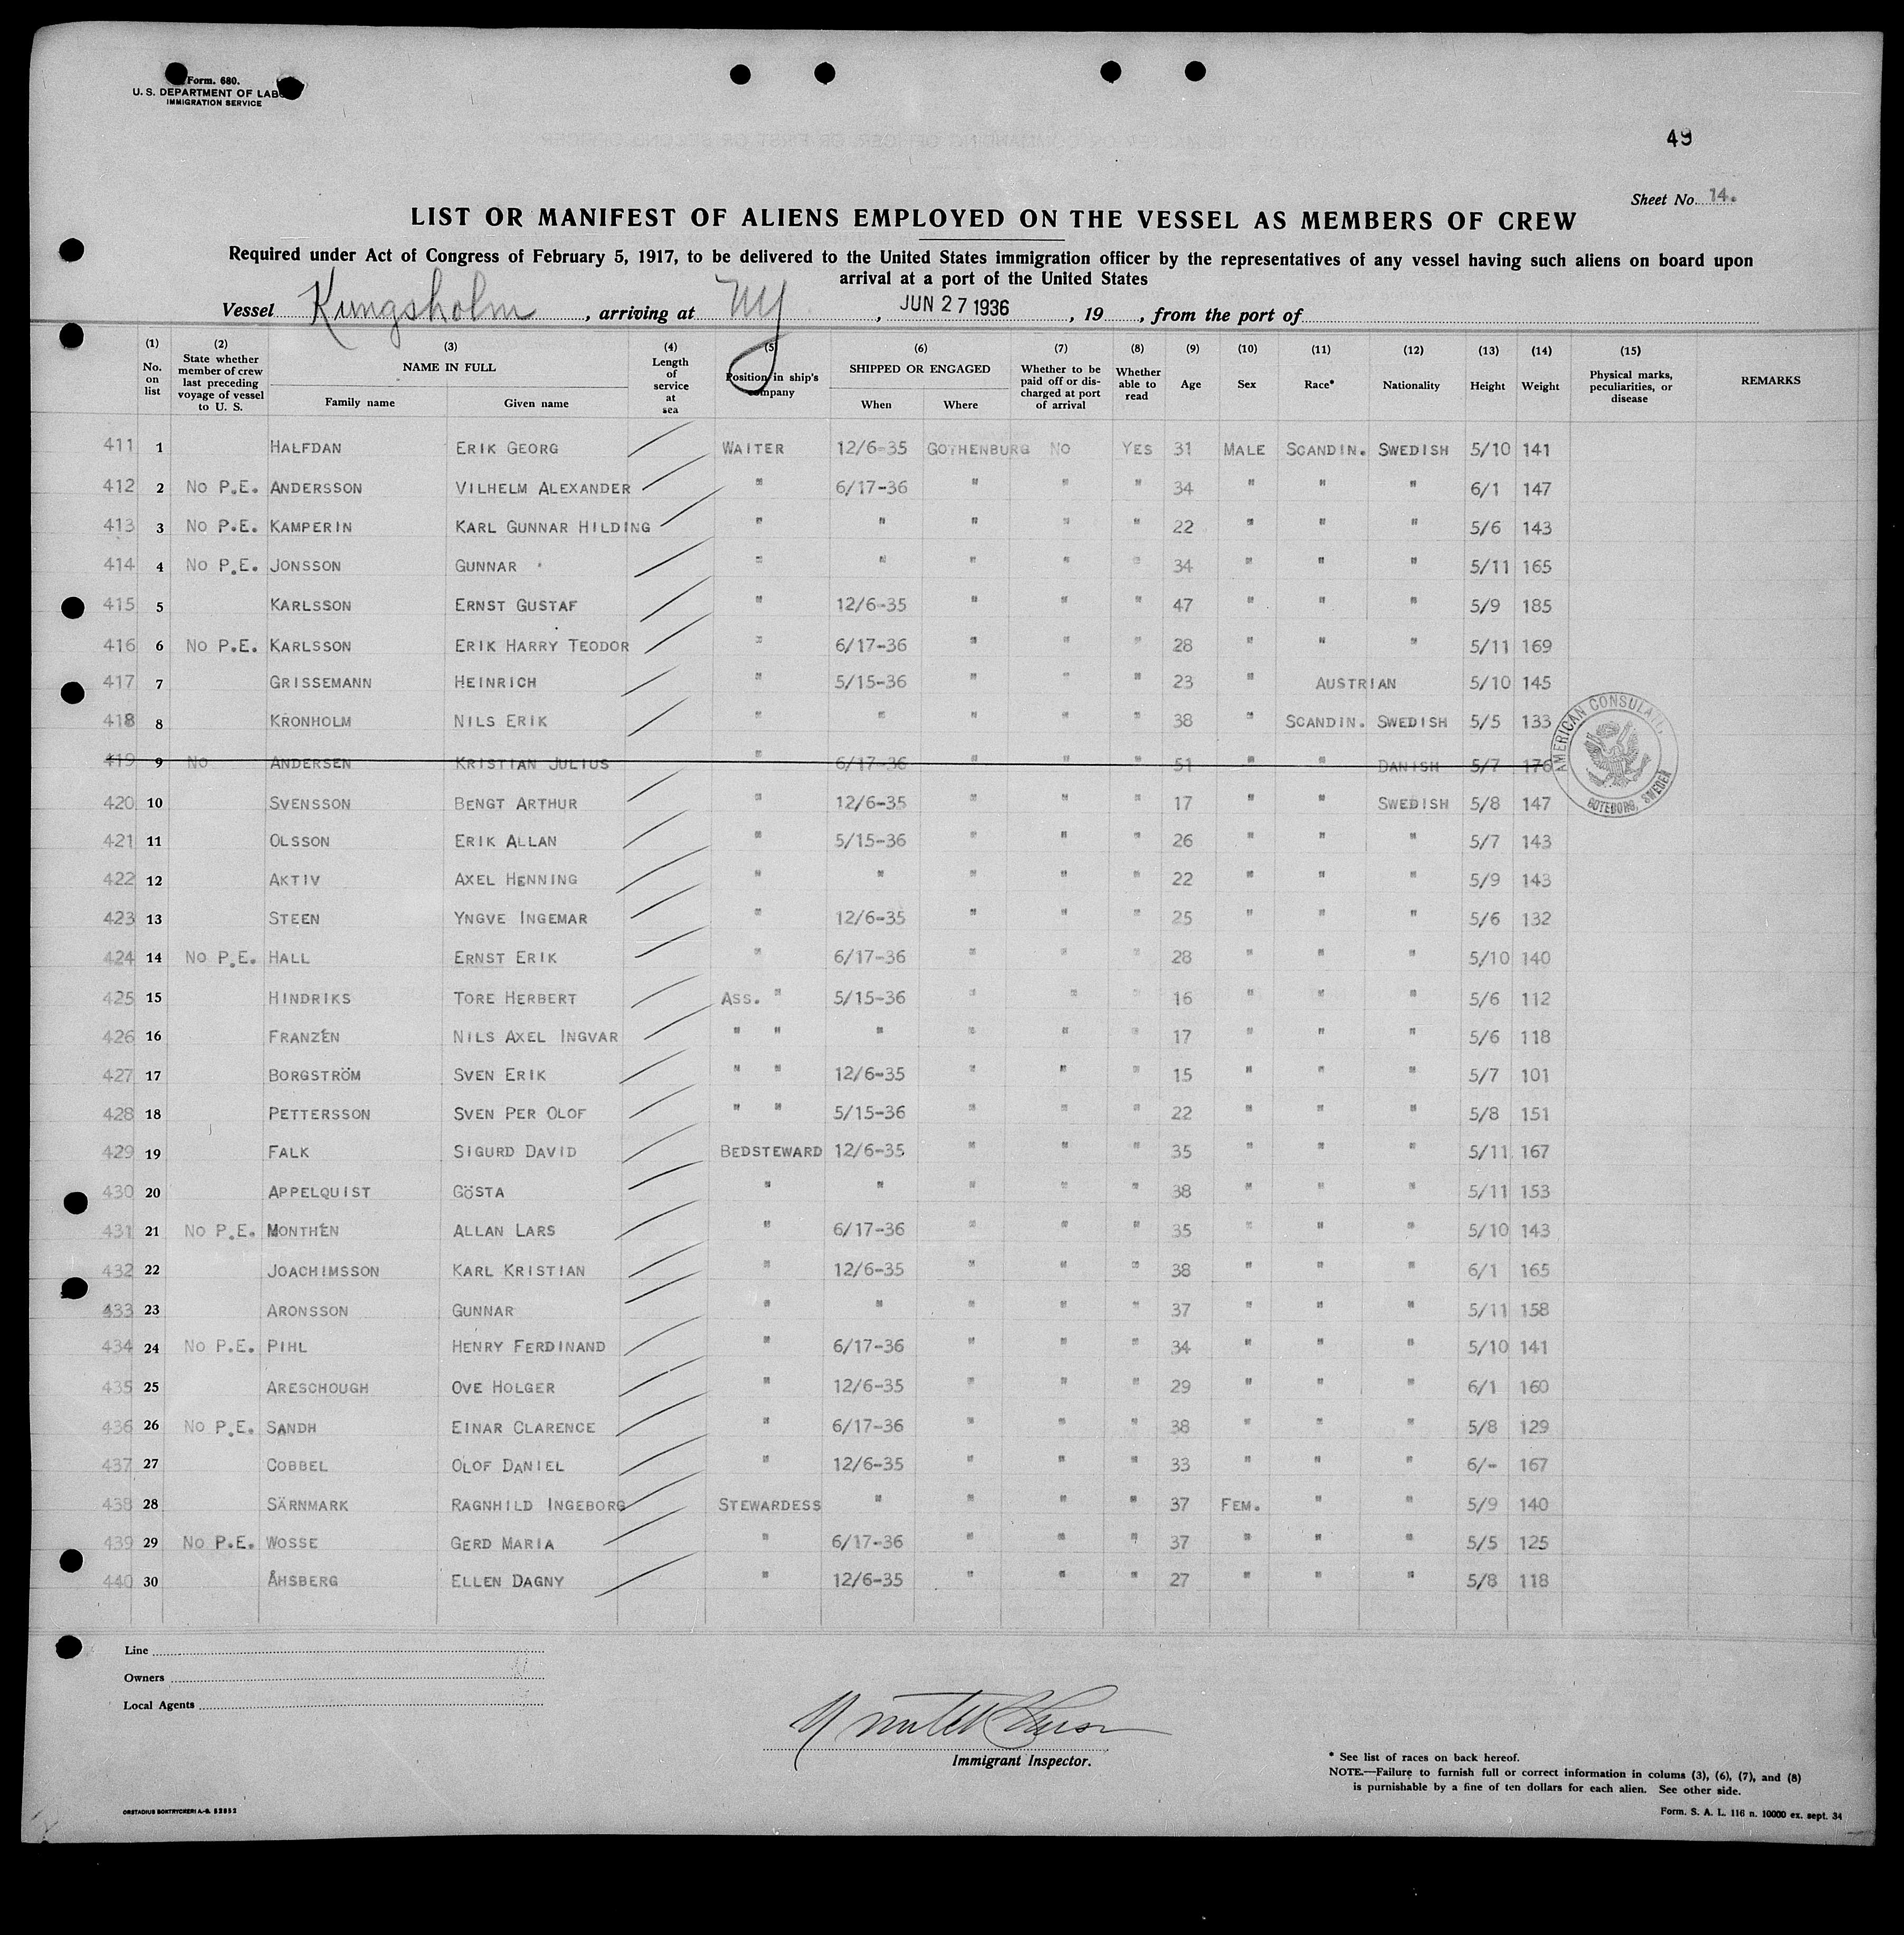 Form. 680.
U. S. DEPARTMENT OF LAB
IMMIGRATION SERVICE
49
Sheet No. 14.
LIST OR MANIFEST OF ALIENS EMPLOYED ON THE VESSEL AS MEMBERS OF CREW
Required under Act of Congress of February 5, 1917, to be delivered to the United States immigration officer by the representatives of any vessel having such aliens on board upon
arrival at a port of the United States
Vessel Kungsholm, arriving at NY, JUN 27 1936, 19, from the port of
(1) No. on list (2) State whether member of crew last preceding voyage of vessel to U. S. (3) NAME IN FULL Family name Given name (4) Length of service at sea (5) Position in ship's company (6) SHIPPED OR ENGAGED When Where (7) Whether to be paid off or dis-charged at port of arrival (8) Whether able to read (9) Age (10) Sex (11) Race* (12) Nationality (13) Height (14) Weight (15) Physical marks, peculiarities, or disease REMARKS
411 1 HALFDAN ERIK GEORG WAITER 12/6-35 GOTHENBURG NO YES 31 MALE SCANDIN. SWEDISH 5/10 141
412 2 NO P.E. ANDERSSON VILHELM ALEXANDER " 6/17-36 " " " 34 " " " 6/1 147
413 3 NO P.E. KAMPERIN KARL GUNNAR HILDING " " " " " 22 " " " 5/6 143
414 4 NO P.E. JONSSON GUNNAR " " " " " 34 " " " 5/11 165
415 5 KARLSSON ERNST GUSTAF " 12/6-35 " " " 47 " " " 5/9 185
416 6 NO P.E. KARLSSON ERIK HARRY TEODOR " 6/17-36 " " " 28 " " " 5/11 169
417 7 GRISSEMANN HEINRICH " 5/15-36 " " " 23 " AUSTRIAN 5/10 145
418 8 KRONHOLM NILS ERIK " " " " " 38 " SCANDIN. SWEDISH 5/5 133
419 9 NO ANDERSEN KRISTIAN JULIUS " 6/17-36 " " " 51 " " DANISH 5/7 176
AMERICAN CONSULATE, GOTEBORG, SWEDEN
420 10 SVENSSON BENGT ARTHUR " 12/6-35 " " " 17 " " SWEDISH 5/8 147
421 11 OLSSON ERIK ALLAN " 5/15-36 " " " 26 " " " 5/7 143
422 12 AKTIV AXEL HENNING " " " " " 22 " " " 5/9 143
423 13 STEEN YNGVE INGEMAR " 12/6-35 " " " 25 " " " 5/6 132
424 14 NO P.E. HALL ERNST ERIK " 6/17-36 " " " 28 " " " 5/10 140
425 15 HINDRIKS TORE HERBERT ASS. " 5/15-36 " " " 16 " " " 5/6 112
426 16 FRANZÉN NILS AXEL INGVAR " " " " " " 17 " " " 5/6 118
427 17 BORGSTRÖM SVEN ERIK " " 12/6-35 " " " 15 " " " 5/7 101
428 18 PETTERSSON SVEN PER OLOF " " 5/15-36 " " " 22 " " " 5/8 151
429 19 FALK SIGURD DAVID BEDSTEWARD 12/6-35 " " " 35 " " " 5/11 167
430 20 APPELQUIST GÖSTA " " " " " 38 " " " 5/11 153
431 21 NO P.E. MONTHÉN ALLAN LARS " 6/17-36 " " " 35 " " " 5/10 143
432 22 JOACHIMSSON KARL KRISTIAN " 12/6-35 " " " 38 " " " 6/1 165
433 23 ARONSSON GUNNAR " " " " " 37 " " " 5/11 158
434 24 NO P.E. PIHL HENRY FERDINAND " 6/17-36 " " " 34 " " " 5/10 141
435 25 ARESCHOUGH OVE HOLGER " 12/6-35 " " " 29 " " " 6/1 160
436 26 NO P.E. SANDH EINAR CLARENCE " 6/17-36 " " " 38 " " " 5/8 129
437 27 COBBEL OLOF DANIEL " 12/6-35 " " " 33 " " " 6/- 167
438 28 SÄRNMARK RAGNHILD INGEBORG STEWARDESS " " " " 37 FEM. " " 5/9 140
439 29 NO P.E. WOSSE GERD MARIA " 6/17-36 " " " 37 " " " 5/5 125
440 30 ÅHSBERG ELLEN DAGNY " 12/6-35 " " " 27 " " " 5/8 118
Line
Owners
Local Agents
Immigrant Inspector.
* See list of races on back hereof.
NOTE.—Failure to furnish full or correct information in colums (3), (6), (7), and (8)
is purnishable by a fine of ten dollars for each alien. See other side.
ORSTADIUS BOKTRYCKERI A.-B. 52852
Form. S. A. L. 116 n. 10000 ex. sept. 34